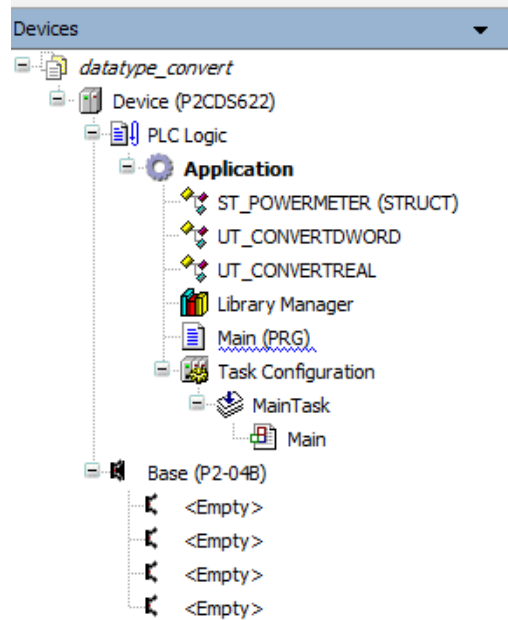 Devices
datatype_convert
Device (P2CDS622)
PLC Logic
Application
ST_POWERMETER (STRUCT)
UT_CONVERTDWORD
UT_CONVERTREAL
Library Manager
Main (PRG)
Task Configuration
MainTask
Main
Base (P2-04B)
<Empty>
<Empty>
<Empty>
<Empty>